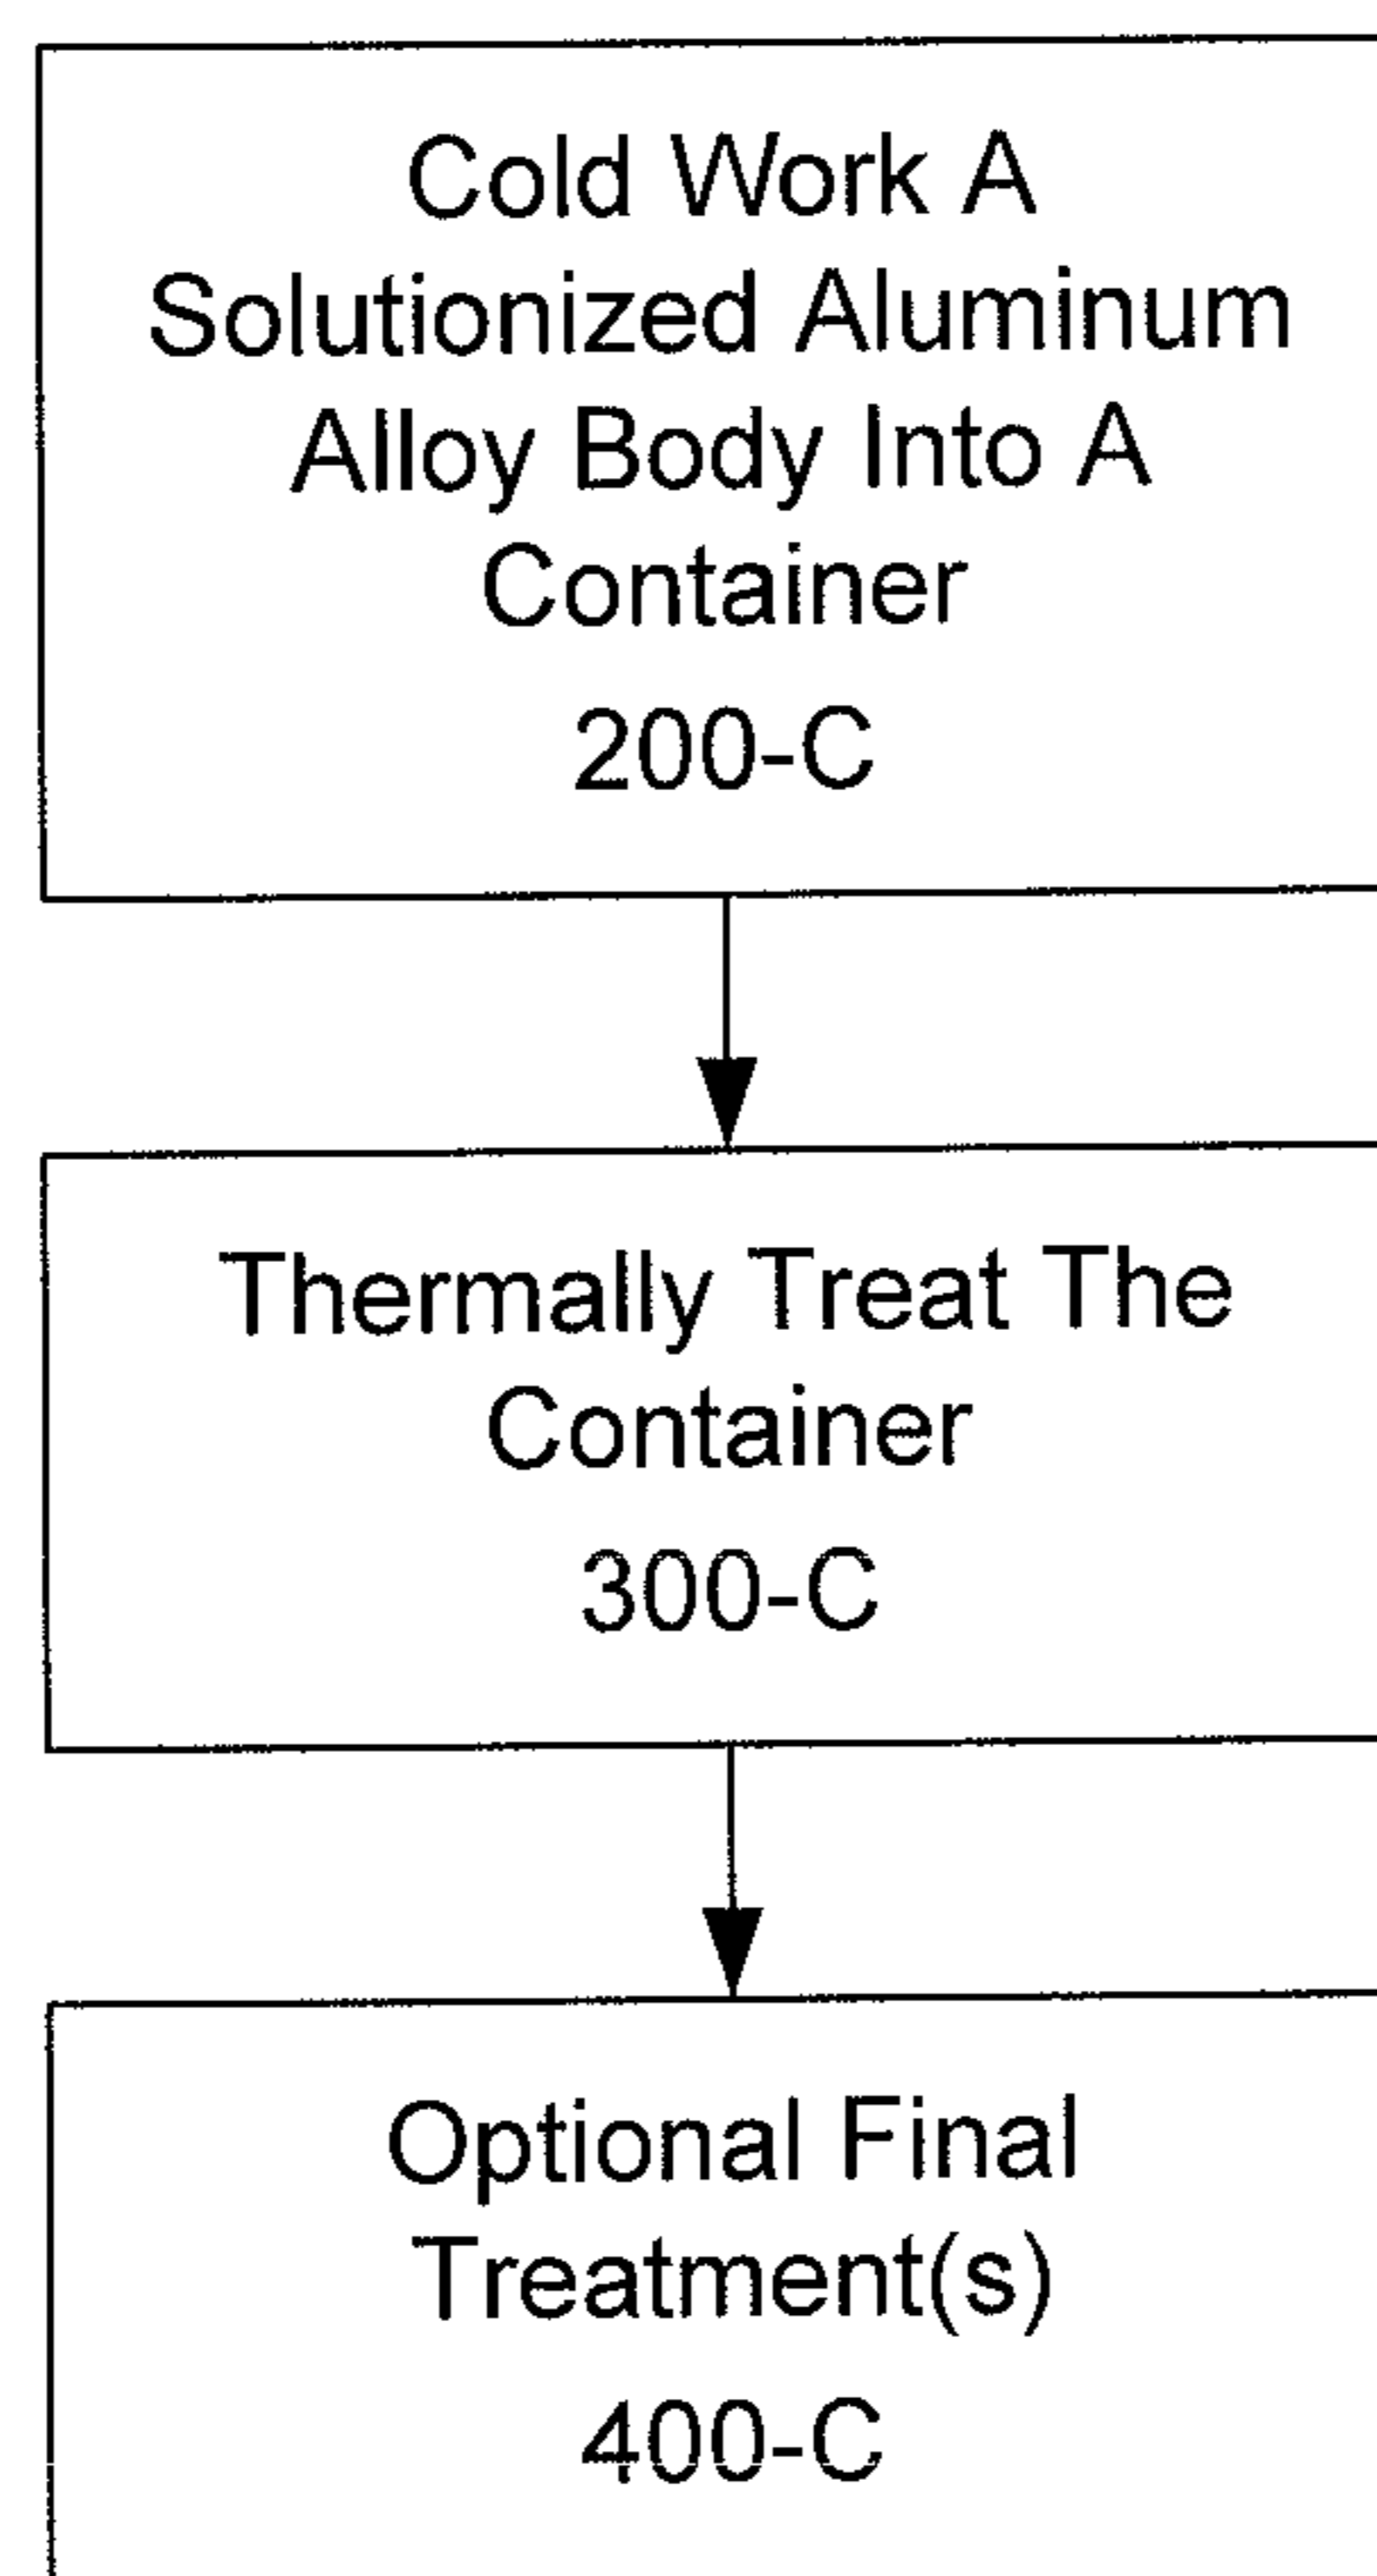 Cold Work A
Solutionized Aluminum
Alloy Body Into A
Container
200-C
Thermally Treat The
Container
300-C
Optional Final
Treatment(s)
400-C